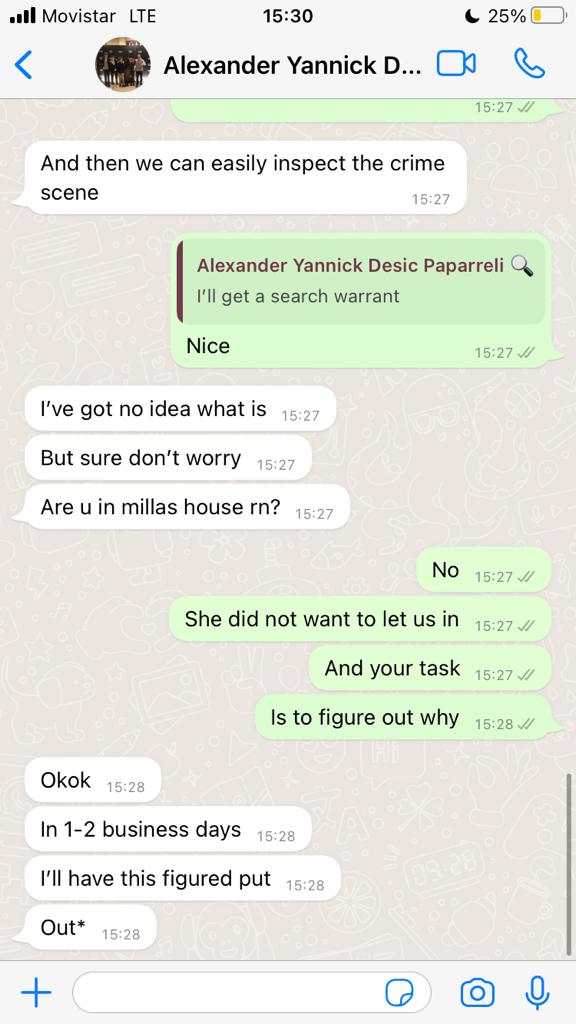 Movistar LTE 15:30 25%
Alexander Yannick D...
15:27
And then we can easily inspect the crime
scene 15:27
Alexander Yannick Desic Paparreli 🔍
I'll get a search warrant
Nice 15:27
I've got no idea what is 15:27
But sure don't worry 15:27
Are u in millas house rn? 15:27
No 15:27
She did not want to let us in 15:27
And your task 15:27
Is to figure out why 15:28
Okok 15:28
In 1-2 business days 15:28
I'll have this figured put 15:28
Out* 15:28